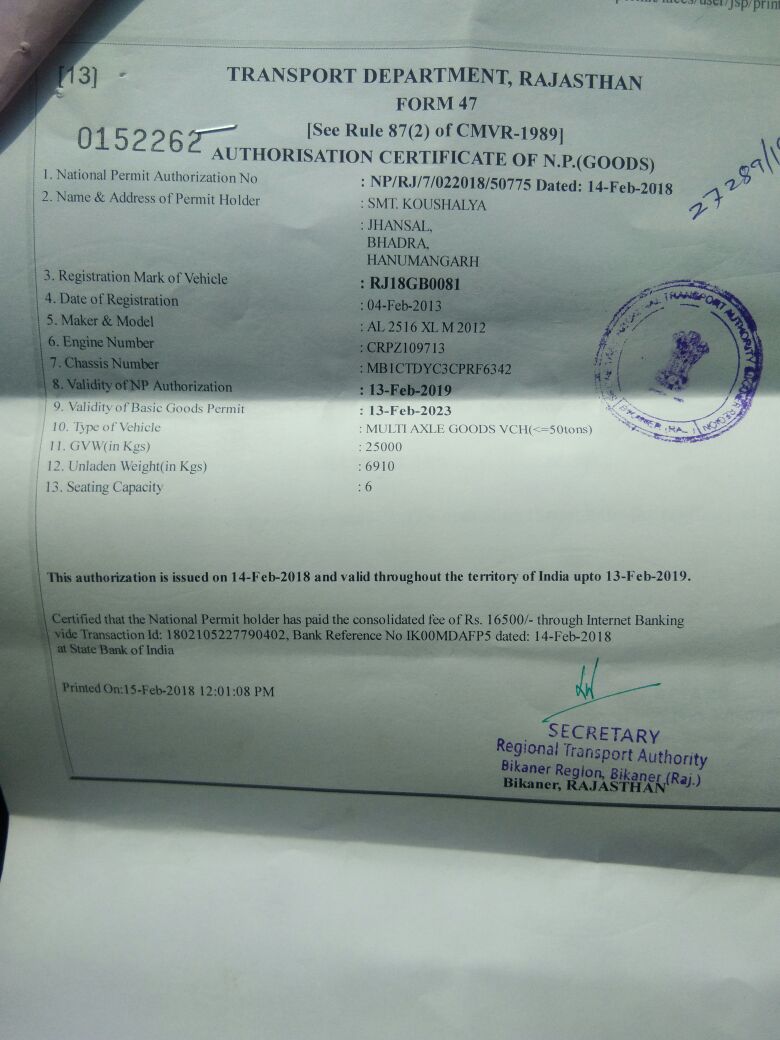 /user/jsp/prin
[13]
TRANSPORT DEPARTMENT, RAJASTHAN
FORM 47
0152262
[See Rule 87(2) of CMVR-1989]
AUTHORISATION CERTIFICATE OF N.P.(GOODS)
27289/1
1. National Permit Authorization No : NP/RJ/7/022018/50775 Dated: 14-Feb-2018
2. Name & Address of Permit Holder : SMT. KOUSHALYA
: JHANSAL,
BHADRA,
HANUMANGARH
3. Registration Mark of Vehicle : RJ18GB0081
4. Date of Registration : 04-Feb-2013
5. Maker & Model : AL 2516 XL M 2012
6. Engine Number : CRPZ109713
7. Chassis Number : MB1CTDYC3CPRF6342
8. Validity of NP Authorization : 13-Feb-2019
9. Validity of Basic Goods Permit : 13-Feb-2023
10. Type of Vehicle : MULTI AXLE GOODS VCH(<=50tons)
11. GVW(in Kgs) : 25000
12. Unladen Weight(in Kgs) : 6910
13. Seating Capacity : 6
TRANSPORT AUTHORITY
REGION
BIKANER (RAJ.)
This authorization is issued on 14-Feb-2018 and valid throughout the territory of India upto 13-Feb-2019.
Certified that the National Permit holder has paid the consolidated fee of Rs. 16500/- through Internet Banking
vide Transaction Id: 1802105227790402, Bank Reference No IK00MDAFP5 dated: 14-Feb-2018
at State Bank of India
Printed On:15-Feb-2018 12:01:08 PM
SECRETARY
Regional Transport Authority
Bikaner Region, Bikaner (Raj.)
Bikaner, RAJASTHAN